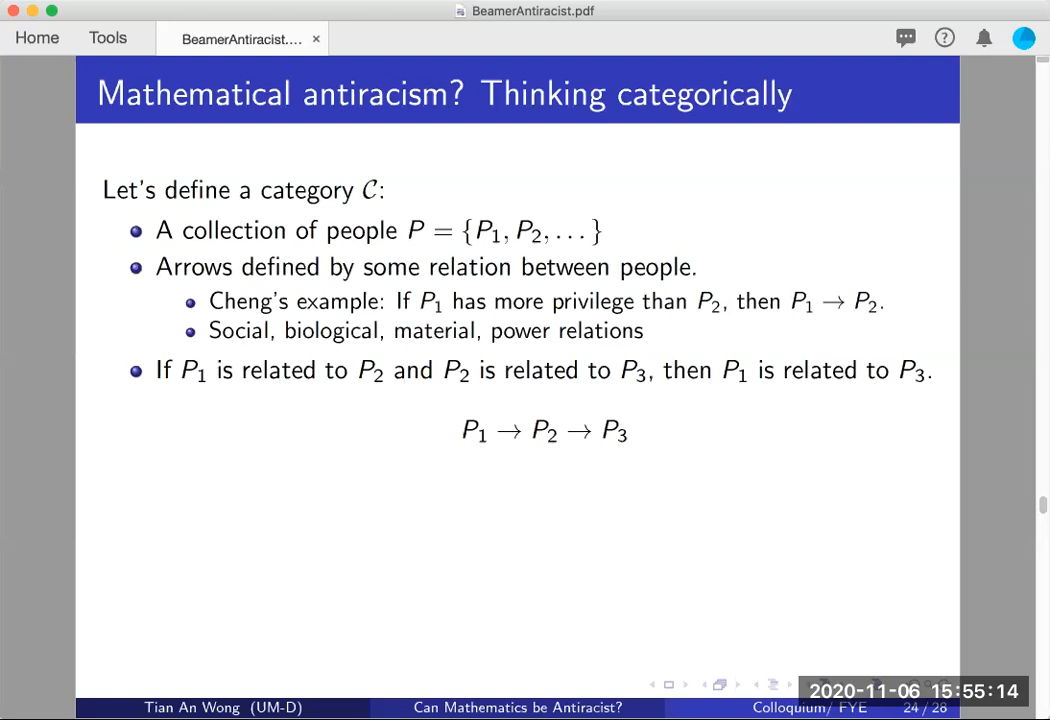 BeamerAntiracist.pdf
Home Tools BeamerAntiracist.... ×
Mathematical antiracism? Thinking categorically
Let's define a category 𝒞:
A collection of people P = {P₁, P₂, . . . }
Arrows defined by some relation between people.
Cheng's example: If P₁ has more privilege than P₂, then P₁ → P₂.
Social, biological, material, power relations
If P₁ is related to P₂ and P₂ is related to P₃, then P₁ is related to P₃.
P₁ → P₂ → P₃
2020-11-06 15:55:14
Tian An Wong (UM-D) Can Mathematics be Antiracist? Colloquium/ FYE 24 / 28